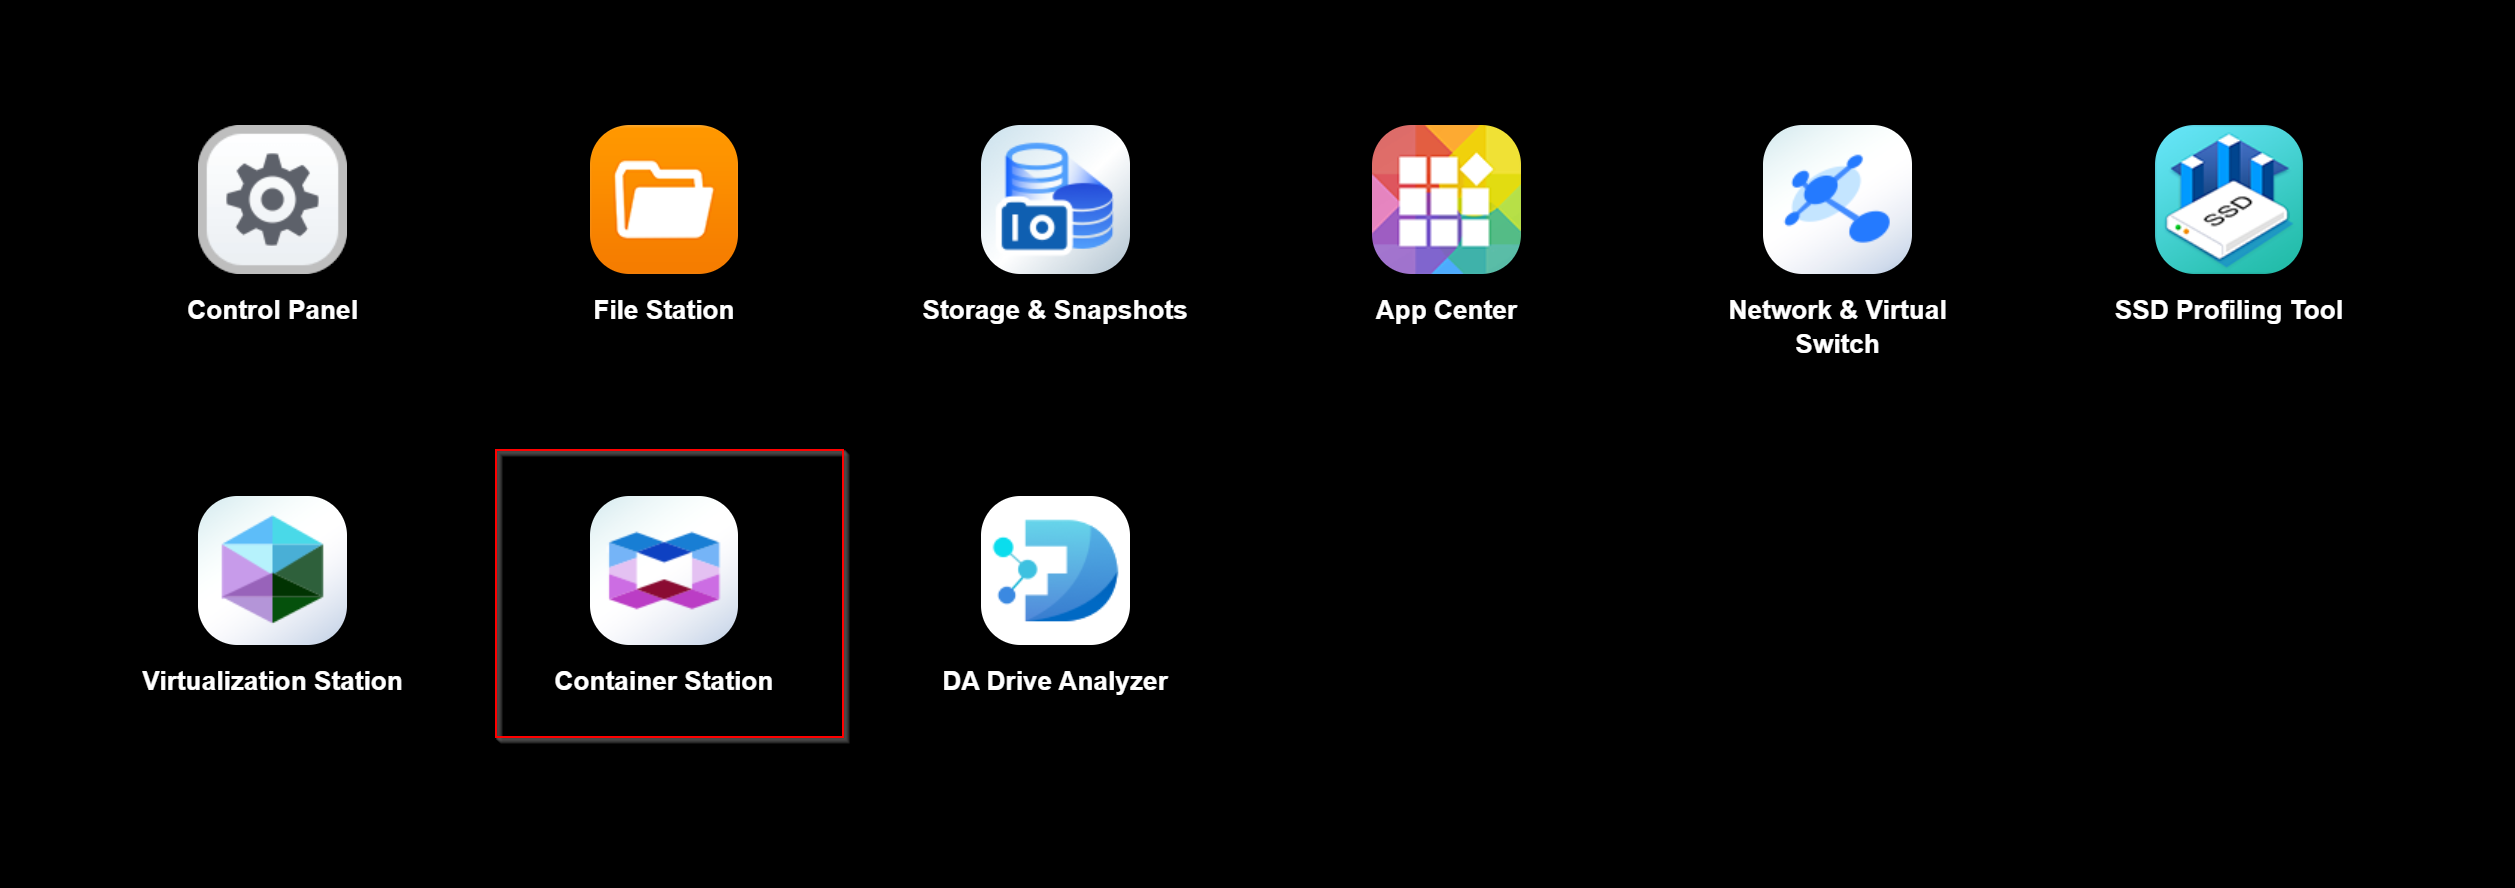 Control Panel
File Station
Storage & Snapshots
App Center
Network & Virtual
Switch
SSD Profiling Tool
SSD
Virtualization Station
Container Station
DA Drive Analyzer